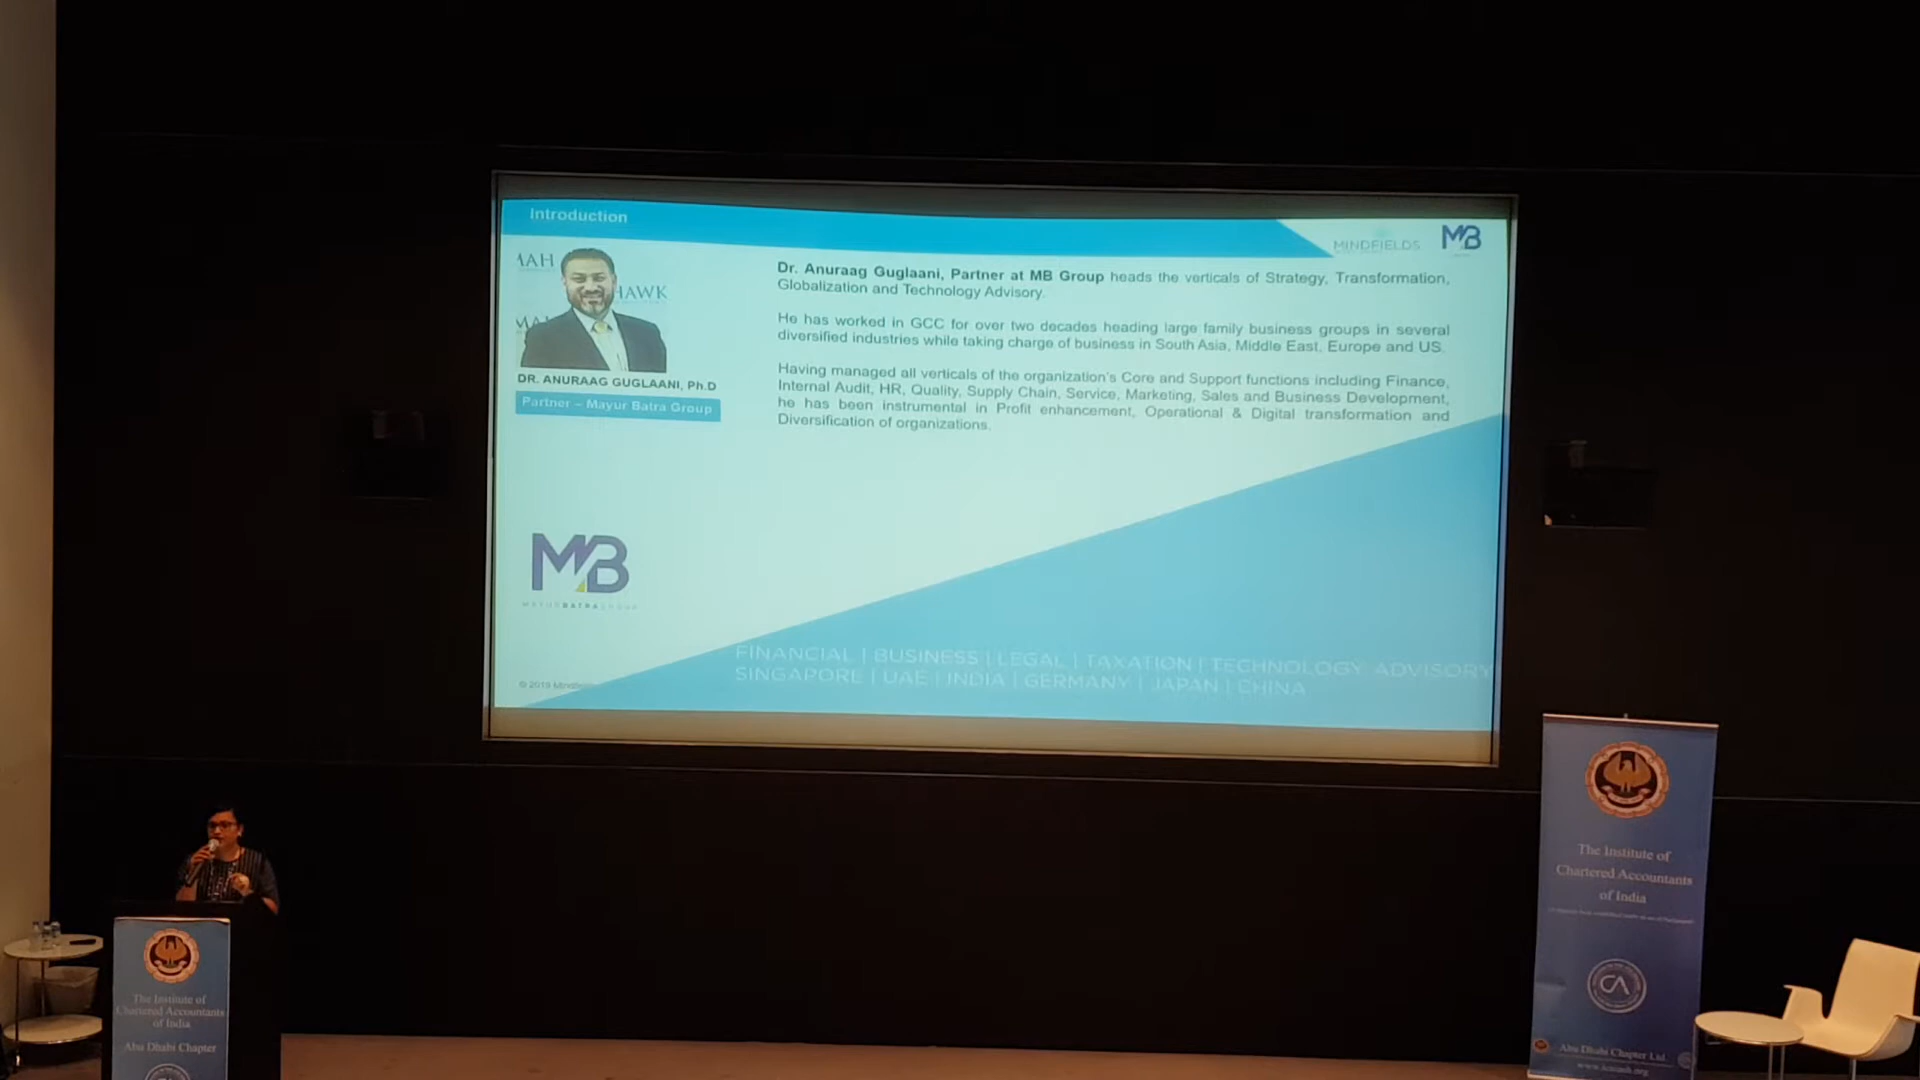 Introduction
MINDFIELDS
MB
AAH
HAWK
MA
DR. ANURAAG GUGLAANI, Ph.D
Partner – Mayur Batra Group
Dr. Anuraag Guglaani, Partner at MB Group heads the verticals of Strategy, Transformation,
Globalization and Technology Advisory.
He has worked in GCC for over two decades heading large family business groups in several
diversified industries while taking charge of business in South Asia, Middle East, Europe and US.
Having managed all verticals of the organization's Core and Support functions including Finance,
Internal Audit, HR, Quality, Supply Chain, Service, Marketing, Sales and Business Development,
he has been instrumental in Profit enhancement, Operational & Digital transformation and
Diversification of organizations.
MB
MAYURBATRAGROUP
FINANCIAL | BUSINESS | LEGAL | TAXATION | TECHNOLOGY ADVISORY
SINGAPORE | UAE | INDIA | GERMANY | JAPAN | CHINA
© 2019
The Institute of
Chartered Accountants
of India
Abu Dhabi Chapter
The Institute of
Chartered Accountants
of India
CA
Abu Dhabi Chapter Ltd.